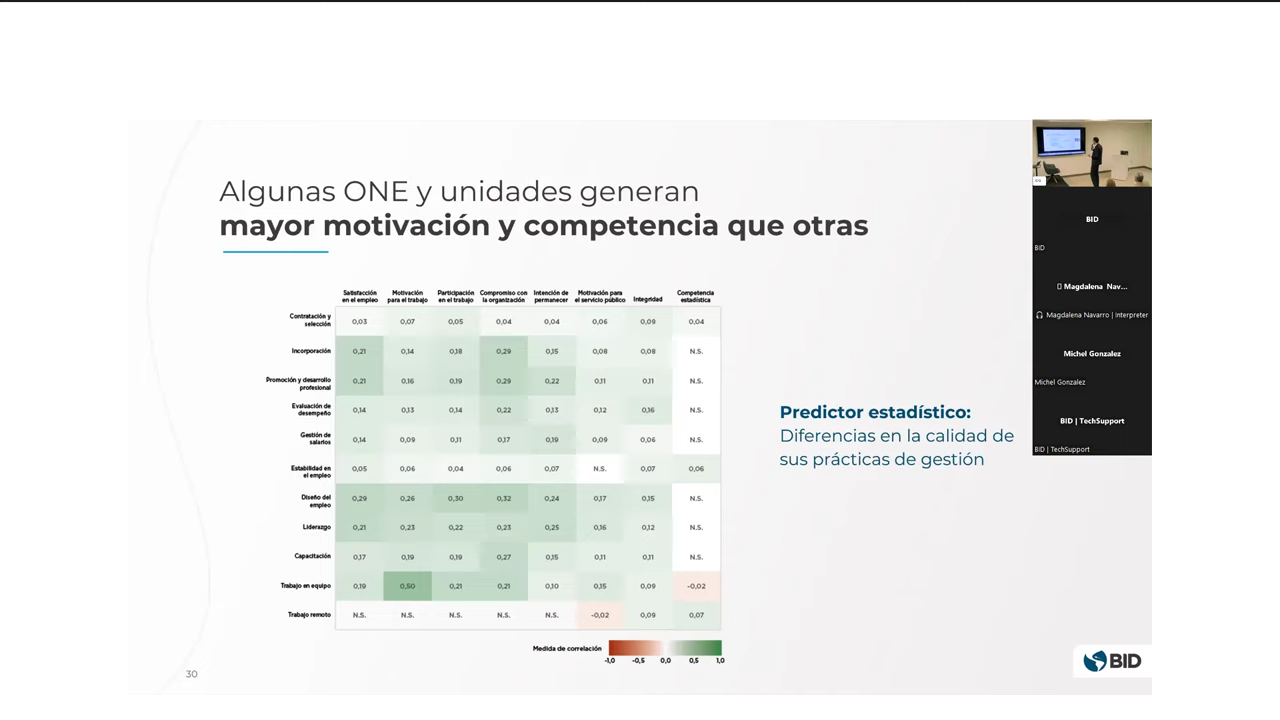 Algunas ONE y unidades generan
mayor motivación y competencia que otras
Satisfacción en el empleo
Motivación para el trabajo
Participación en el trabajo
Compromiso con la organización
Intención de permanecer
Motivación para el servicio público
Integridad
Competencia estadística
Contratación y selección 0,03 0,07 0,05 0,04 0,04 0,06 0,09 0,04
Incorporación 0,21 0,14 0,18 0,29 0,15 0,08 0,08 N.S.
Promoción y desarrollo profesional 0,21 0,16 0,19 0,29 0,22 0,11 0,11 N.S.
Evaluación de desempeño 0,14 0,13 0,14 0,22 0,13 0,12 0,16 N.S.
Gestión de salarios 0,14 0,09 0,11 0,17 0,19 0,09 0,06 N.S.
Estabilidad en el empleo 0,05 0,06 0,04 0,06 0,07 N.S. 0,07 0,06
Diseño del empleo 0,29 0,26 0,30 0,32 0,24 0,17 0,15 N.S.
Liderazgo 0,21 0,23 0,22 0,23 0,25 0,16 0,12 N.S.
Capacitación 0,17 0,19 0,19 0,27 0,15 0,11 0,11 N.S.
Trabajo en equipo 0,19 0,50 0,21 0,21 0,10 0,15 0,09 -0,02
Trabajo remoto N.S. N.S. N.S. N.S. N.S. -0,02 0,09 0,07
Medida de correlación
-1,0 -0,5 0,0 0,5 1,0
Predictor estadístico:
Diferencias en la calidad de
sus prácticas de gestión
30
BID
BID
BID
Magdalena Nav...
Magdalena Navarro | Interpreter
Michel Gonzalez
Michel Gonzalez
BID | TechSupport
BID | TechSupport